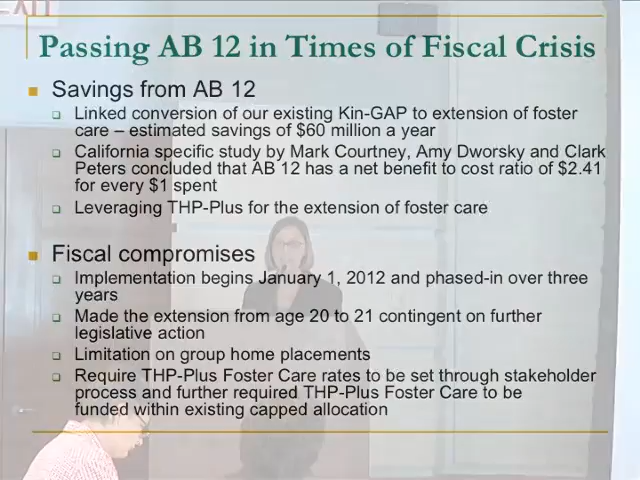 Passing AB 12 in Times of Fiscal Crisis
Savings from AB 12
Linked conversion of our existing Kin-GAP to extension of foster
care – estimated savings of $60 million a year
California specific study by Mark Courtney, Amy Dworsky and Clark
Peters concluded that AB 12 has a net benefit to cost ratio of $2.41
for every $1 spent
Leveraging THP-Plus for the extension of foster care
Fiscal compromises
Implementation begins January 1, 2012 and phased-in over three
years
Made the extension from age 20 to 21 contingent on further
legislative action
Limitation on group home placements
Require THP-Plus Foster Care rates to be set through stakeholder
process and further required THP-Plus Foster Care to be
funded within existing capped allocation